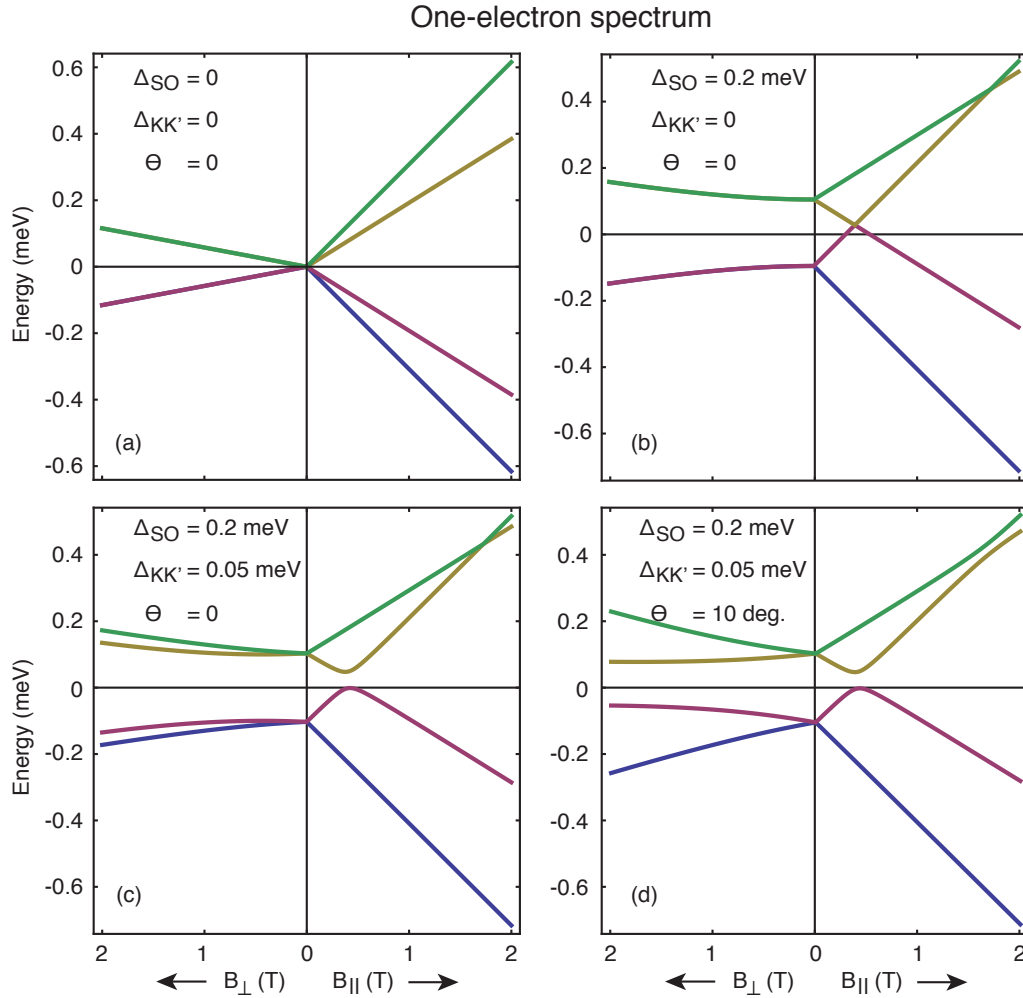 One-electron spectrum
Energy (meV)
0.6
0.4
0.2
0
-0.2
-0.4
-0.6
Δ_SO = 0
Δ_KK' = 0
ϴ = 0
(a)
2
1
0
1
2
0.4
0.2
0
-0.2
-0.4
-0.6
Δ_SO = 0.2 meV
Δ_KK' = 0
ϴ = 0
(b)
Energy (meV)
0.4
0.2
0
-0.2
-0.4
-0.6
Δ_SO = 0.2 meV
Δ_KK' = 0.05 meV
ϴ = 0
(c)
2 1 0 1 2
B_⊥ (T) B_|| (T)
0.4
0.2
0
-0.2
-0.4
-0.6
Δ_SO = 0.2 meV
Δ_KK' = 0.05 meV
ϴ = 10 deg.
(d)
2 1 0 1 2
B_⊥ (T) B_|| (T)